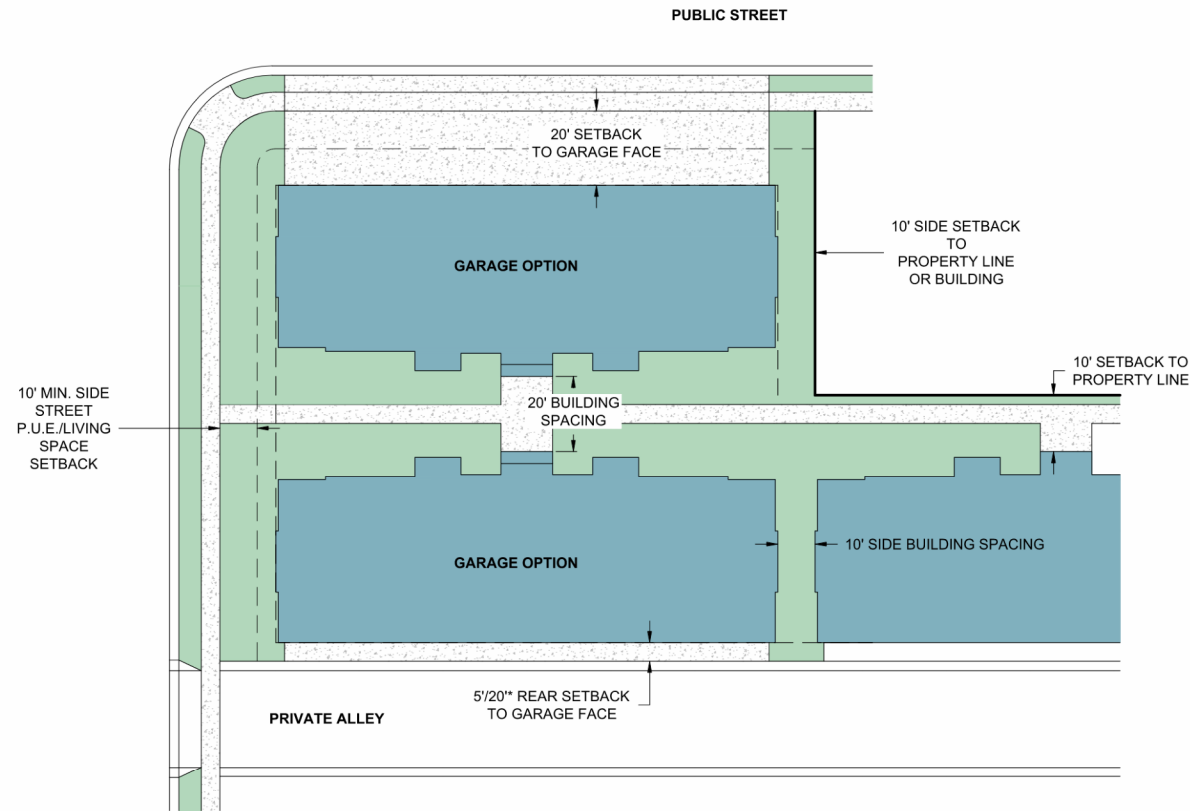 PUBLIC STREET
20' SETBACK
TO GARAGE FACE
10' SIDE SETBACK
TO
PROPERTY LINE
OR BUILDING
GARAGE OPTION
10' SETBACK TO
PROPERTY LINE
10' MIN. SIDE
STREET
P.U.E./LIVING
SPACE
SETBACK
20' BUILDING
SPACING
10' SIDE BUILDING SPACING
GARAGE OPTION
5'/20'* REAR SETBACK
TO GARAGE FACE
PRIVATE ALLEY